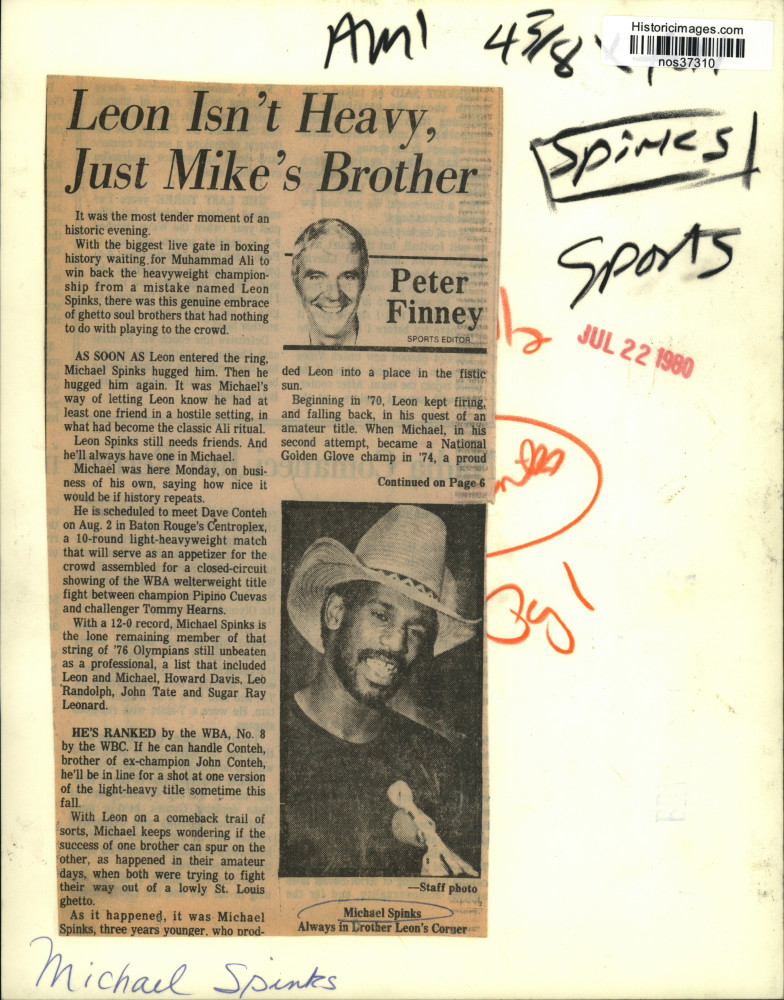 AM1 43/8
Historicimages.com
nos37310
Spinks
Sports
JUL 22 1980
Pg 1
Leon Isn't Heavy,
Just Mike's Brother
It was the most tender moment of an
historic evening.
With the biggest live gate in boxing
history waiting for Muhammad Ali to
win back the heavyweight champion-
ship from a mistake named Leon
Spinks, there was this genuine embrace
of ghetto soul brothers that had nothing
to do with playing to the crowd.
AS SOON AS Leon entered the ring,
Michael Spinks hugged him. Then he
hugged him again. It was Michael's
way of letting Leon know he had at
least one friend in a hostile setting, in
what had become the classic Ali ritual.
Leon Spinks still needs friends. And
he'll always have one in Michael.
Michael was here Monday, on busi-
ness of his own, saying how nice it
would be if history repeats.
He is scheduled to meet Dave Conteh
on Aug. 2 in Baton Rouge's Centroplex,
a 10-round light-heavyweight match
that will serve as an appetizer for the
crowd assembled for a closed-circuit
showing of the WBA welterweight title
fight between champion Pipino Cuevas
and challenger Tommy Hearns.
With a 12-0 record, Michael Spinks is
the lone remaining member of that
string of '76 Olympians still unbeaten
as a professional, a list that included
Leon and Michael, Howard Davis, Leo
Randolph, John Tate and Sugar Ray
Leonard.
HE'S RANKED by the WBA, No. 8
by the WBC. If he can handle Conteh,
brother of ex-champion John Conteh,
he'll be in line for a shot at one version
of the light-heavy title sometime this
fall.
With Leon on a comeback trail of
sorts, Michael keeps wondering if the
success of one brother can spur on the
other, as happened in their amateur
days, when both were trying to fight
their way out of a lowly St. Louis
ghetto.
As it happened, it was Michael
Spinks, three years younger, who prod-
Peter
Finney
SPORTS EDITOR
ded Leon into a place in the fistic
sun.
Beginning in '70, Leon kept firing,
and falling back, in his quest of an
amateur title. When Michael, in his
second attempt, became a National
Golden Glove champ in '74, a proud
Continued on Page 6
—Staff photo
Michael Spinks
Always in Brother Leon's Corner
Michael Spinks